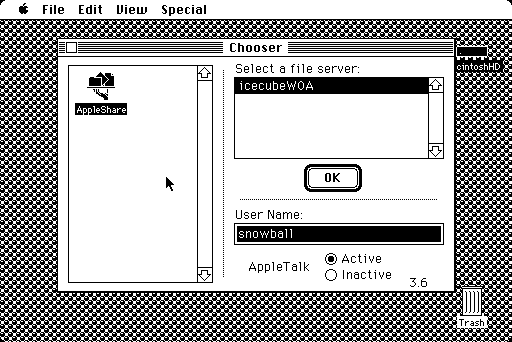 File Edit View Special
Chooser
Select a file server:
icecubeWOA
AppleShare
OK
User Name:
snowball
AppleTalk
Active
Inactive
3.6
cintoshHD
Trash